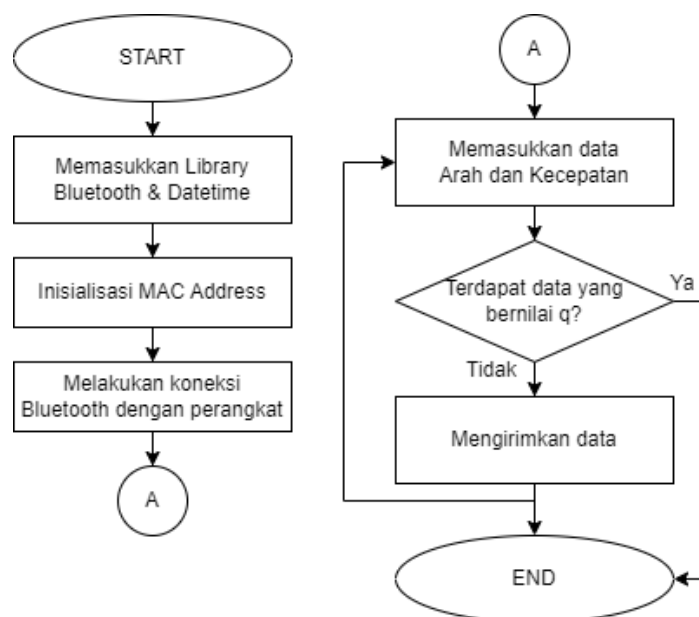 START
Memasukkan Library
Bluetooth & Datetime
Inisialisasi MAC Address
Melakukan koneksi
Bluetooth dengan perangkat
A
A
Memasukkan data
Arah dan Kecepatan
Terdapat data yang
bernilai q?
Ya
Tidak
Mengirimkan data
END